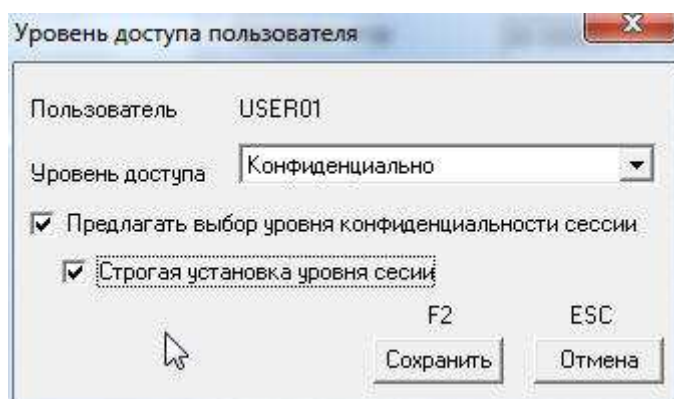 Уровень доступа пользователя
Пользователь USER01
Уровень доступа Конфиденциально
Предлагать выбор уровня конфиденциальности сессии
Строгая установка уровня сесии
F2 ESC
Сохранить Отмена